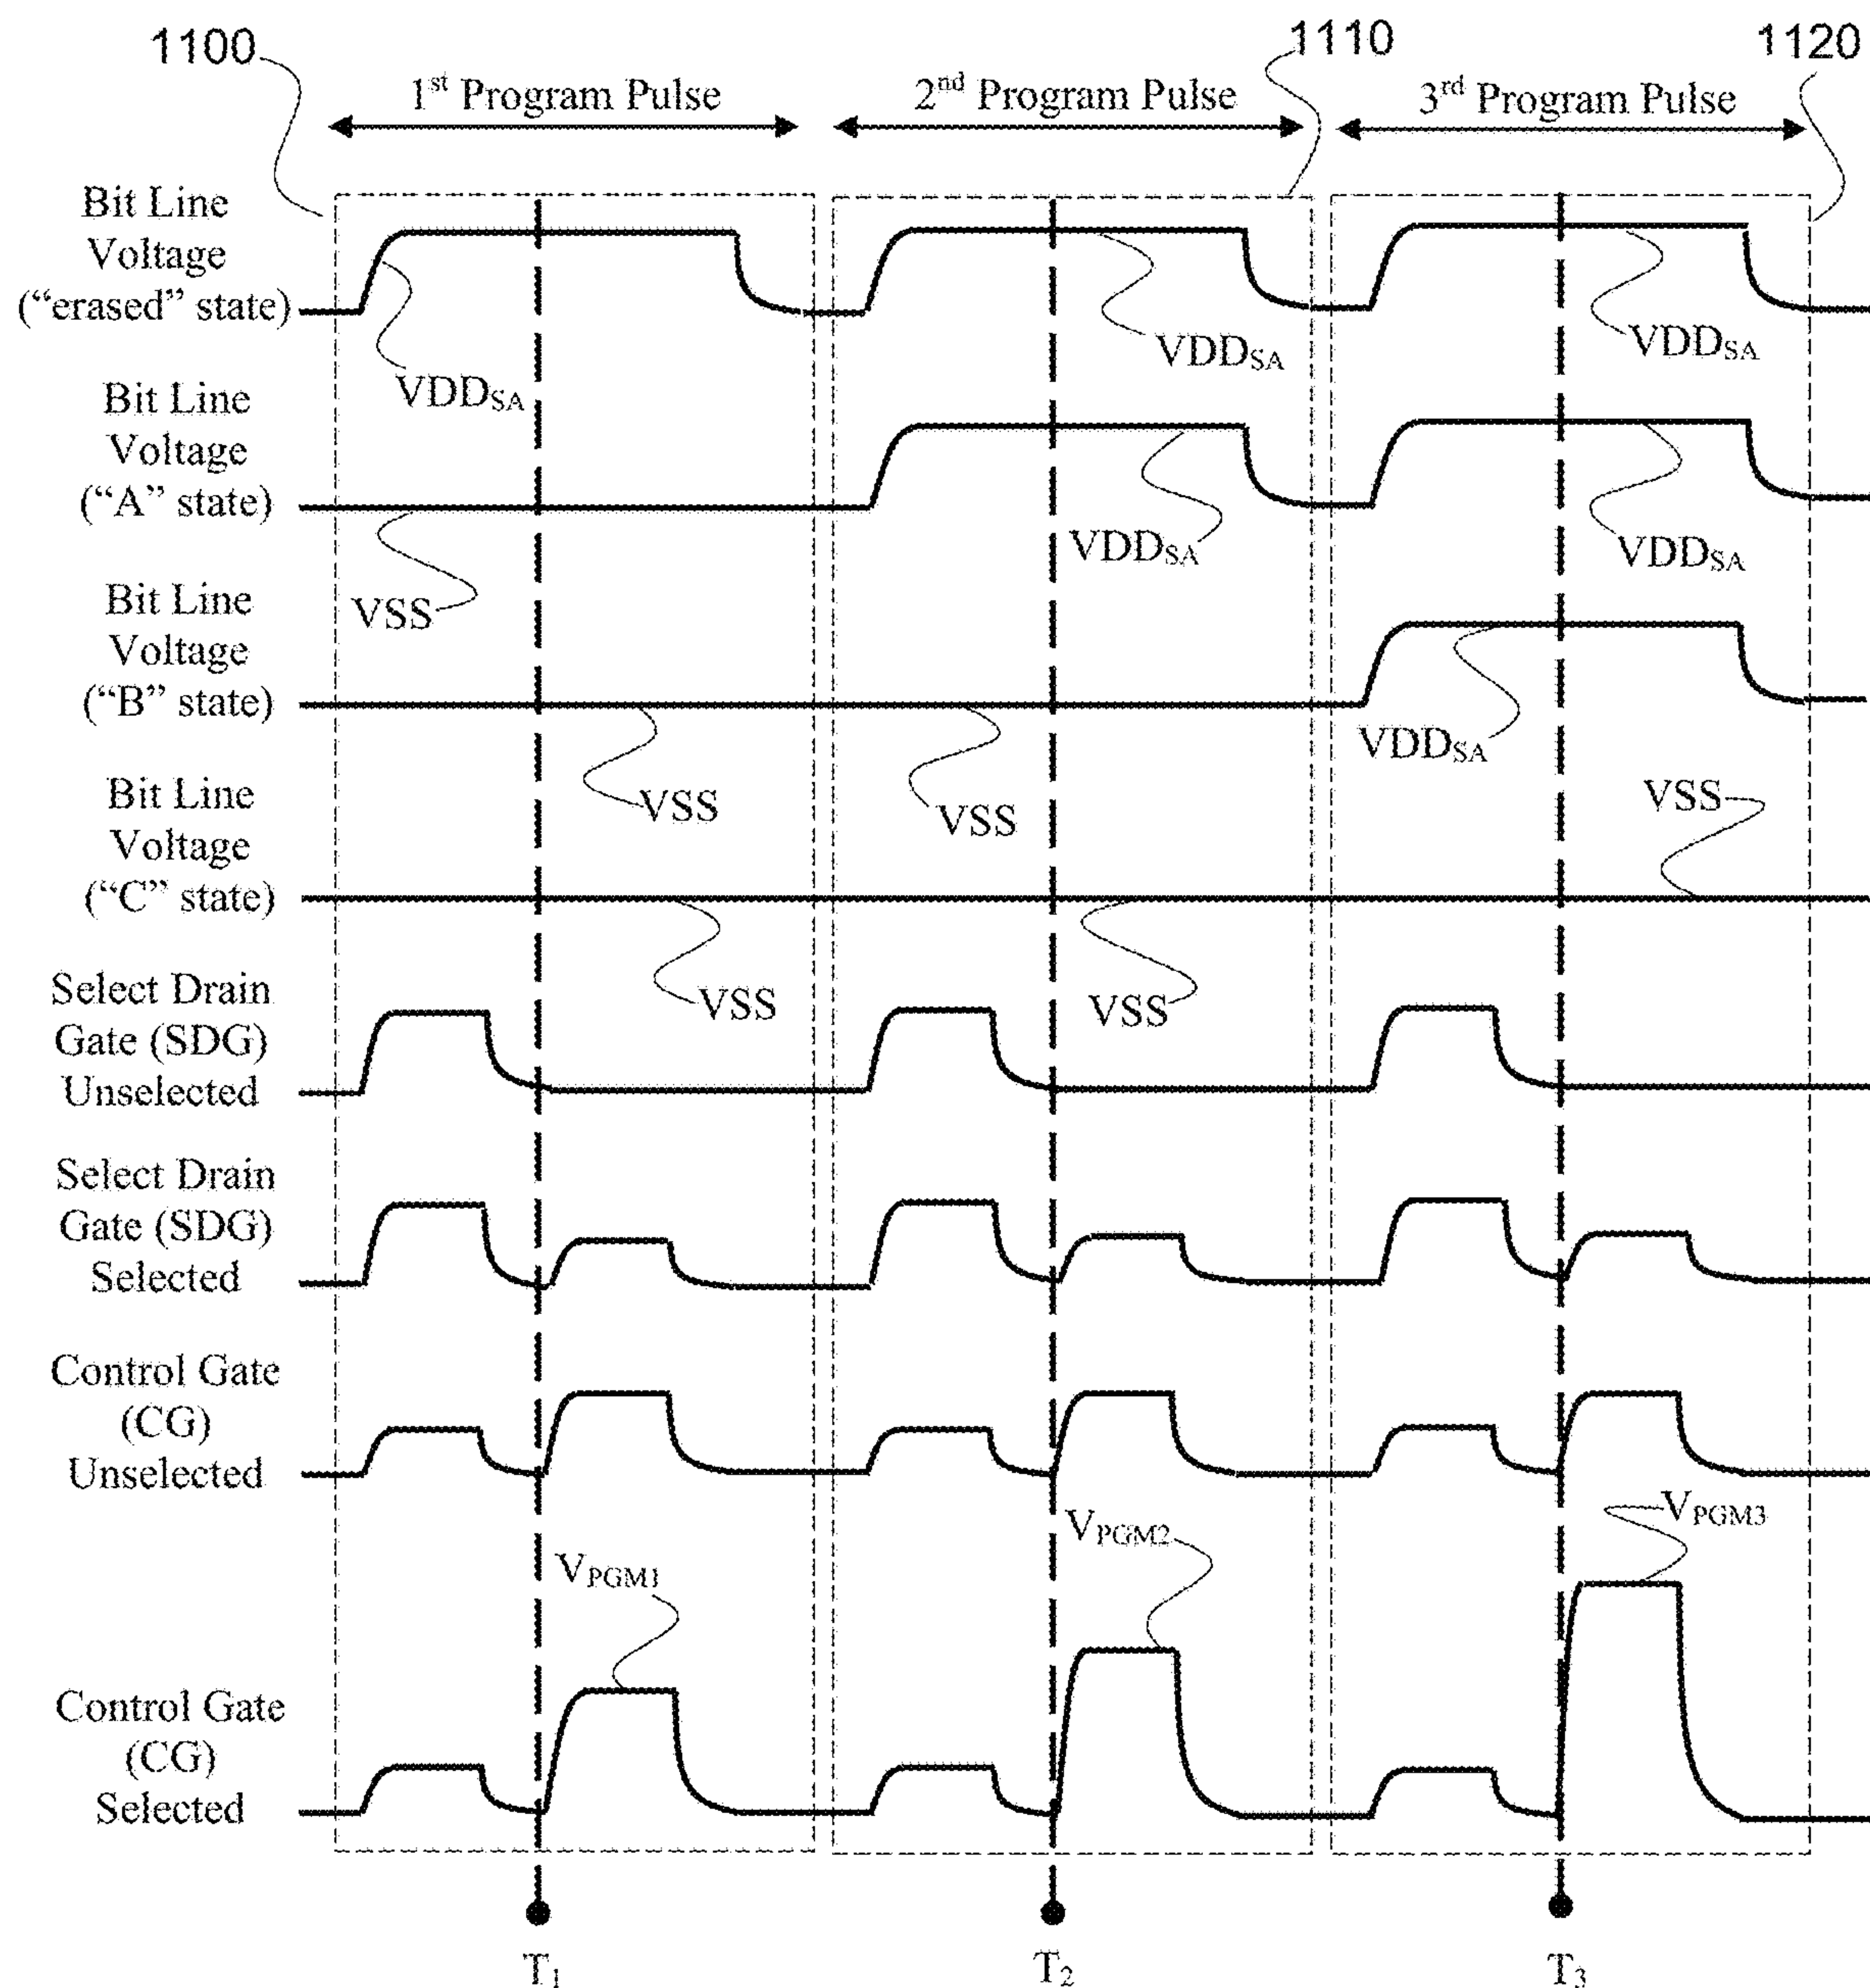 1100
1110
1120
1st Program Pulse
2nd Program Pulse
3rd Program Pulse
Bit Line
Voltage
(“erased” state)
VDDSA
VDDSA
VDDSA
Bit Line
Voltage
(“A” state)
VSS
VDDSA
VDDSA
Bit Line
Voltage
(“B” state)
VSS
VSS
VDDSA
Bit Line
Voltage
(“C” state)
VSS
VSS
VSS
Select Drain
Gate (SDG)
Unselected
Select Drain
Gate (SDG)
Selected
Control Gate
(CG)
Unselected
VPGM1
VPGM2
VPGM3
Control Gate
(CG)
Selected
T1
T2
T3